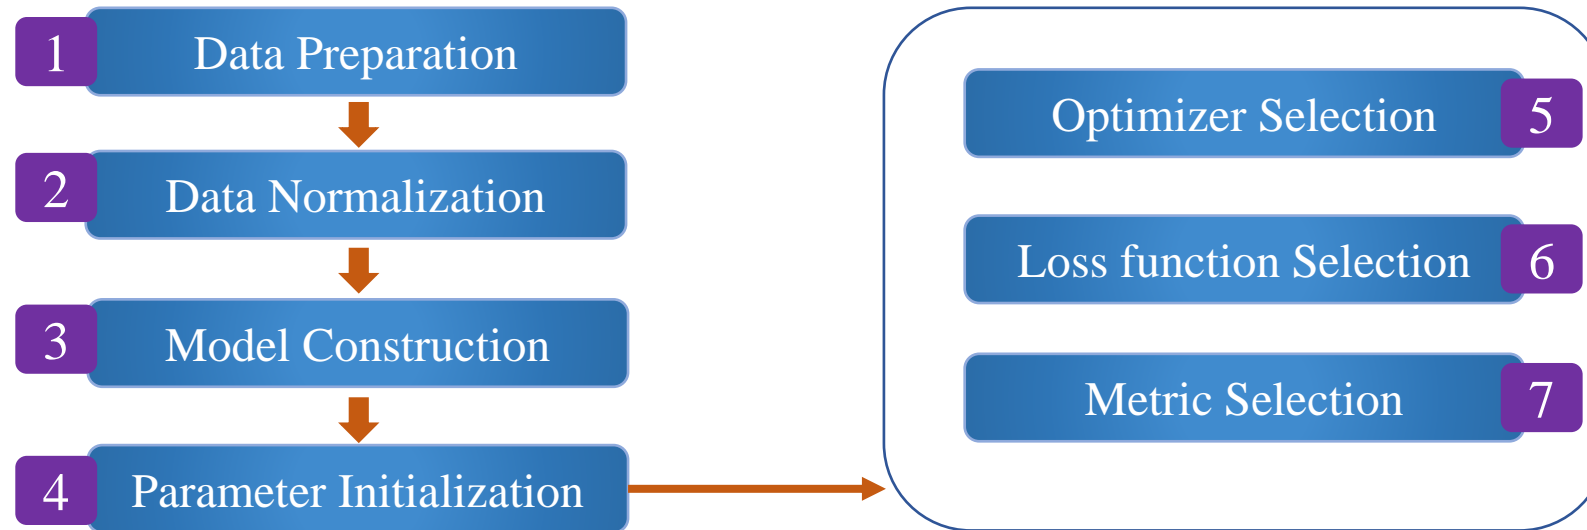 1 Data Preparation
2 Data Normalization
3 Model Construction
4 Parameter Initialization
Optimizer Selection 5
Loss function Selection 6
Metric Selection 7